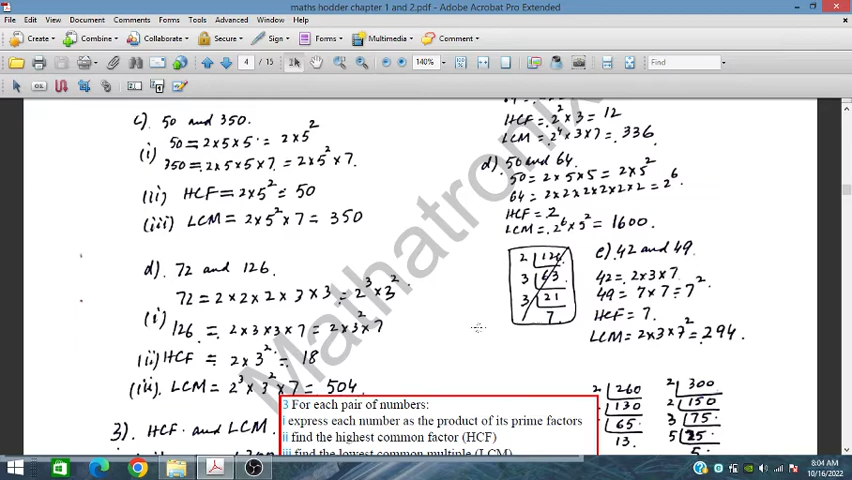 maths hodder chapter 1 and 2.pdf - Adobe Acrobat Pro Extended
File Edit View Document Comments Forms Tools Advanced Window Help
Create Combine Collaborate Secure Sign Forms Multimedia Comment
4 / 15 140% Find
c). 50 and 350.
(i) 50 = 2×5×5 = 2×5²
350 = 2×5×5×7 = 2×5²×7.
(ii) HCF = 2×5² = 50
(iii) LCM = 2×5²×7 = 350
d). 72 and 126.
72 = 2×2×2×3×3 = 2³×3²
(i)
126 = 2×3×3×7 = 2×3²×7
(ii) HCF = 2×3² = 18
(iii). LCM = 2³×3²×7 = 504.
3). HCF and LCM.
HCF = 2²×3 = 12
LCM = 2⁴×3×7 = 336.
d) 50 and 64.
50 = 2×5×5 = 2×5²
64 = 2×2×2×2×2×2 = 2⁶.
HCF = 2
LCM = 2⁶×5² = 1600.
2 126
3 63
3 21
7
e). 42 and 49
42 = 2×3×7
49 = 7×7 = 7²
HCF = 7.
LCM = 2×3×7² = 294.
2 260
2 130
5 65
13.
2 300
2 150
3 75
5 25
5
Mathatronix
3 For each pair of numbers:
i express each number as the product of its prime factors
ii find the highest common factor (HCF)
iii find the lowest common multiple (LCM)
8:04 AM
10/16/2022